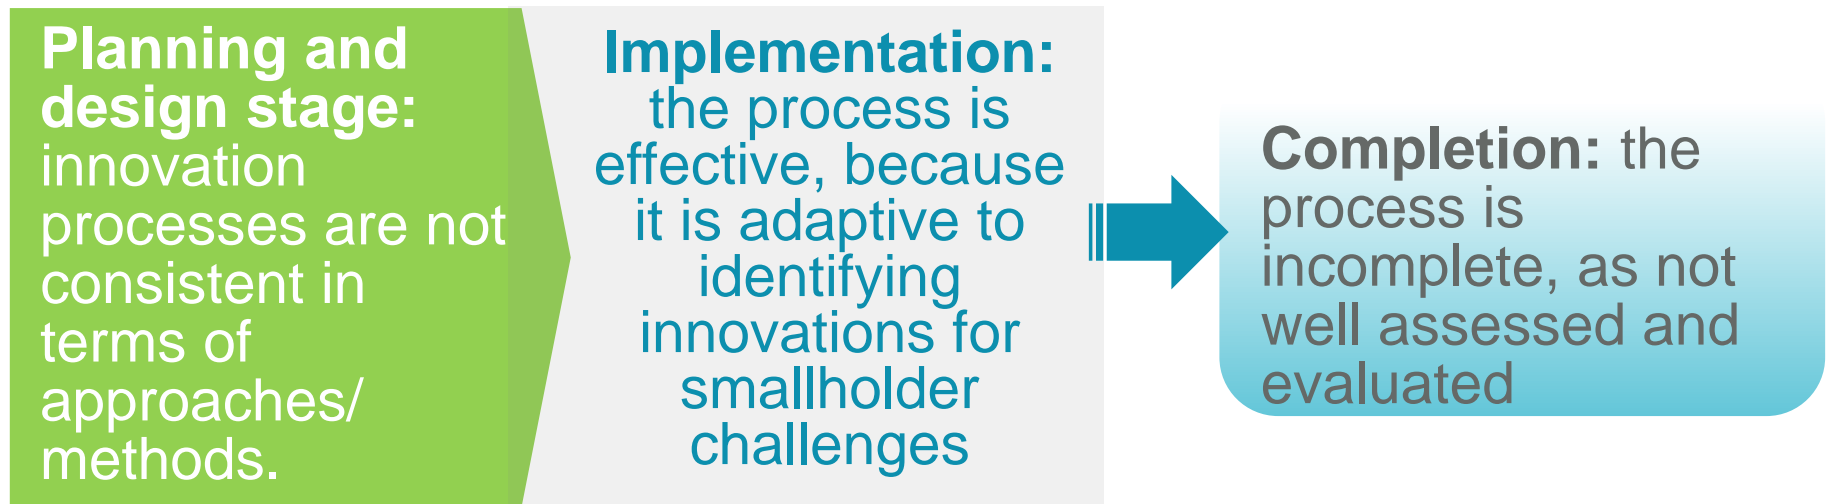 Planning and
design stage:
innovation
processes are not
consistent in
terms of
approaches/
methods.
Implementation:
the process is
effective, because
it is adaptive to
identifying
innovations for
smallholder
challenges
Completion: the
process is
incomplete, as not
well assessed and
evaluated